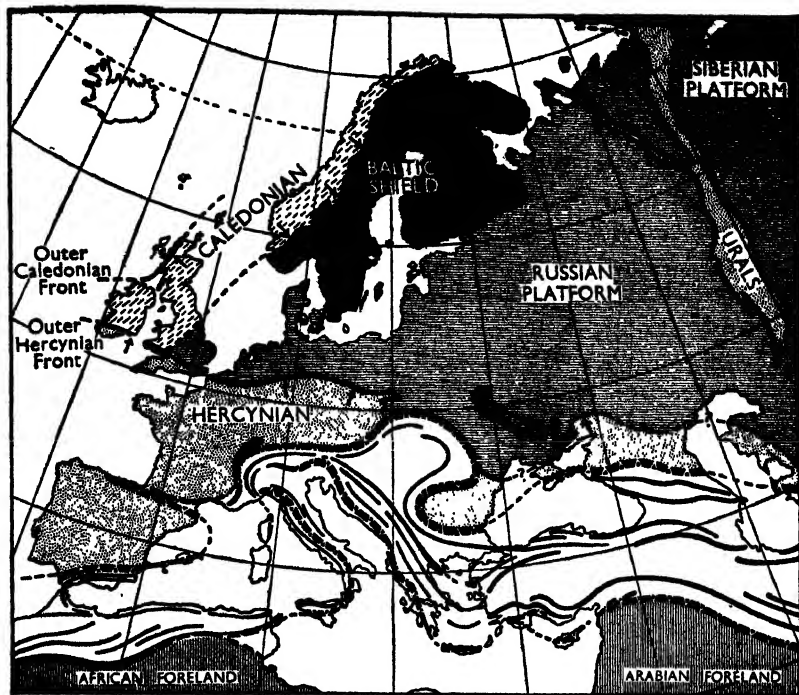 SIBERIAN
PLATFORM
BALTIC
SHIELD
CALEDONIAN
Outer
Caledonian
Front
URALS
RUSSIAN
PLATFORM
Outer
Hercynian
Front
HERCYNIAN
AFRICAN FORELAND
ARABIAN FORELAND